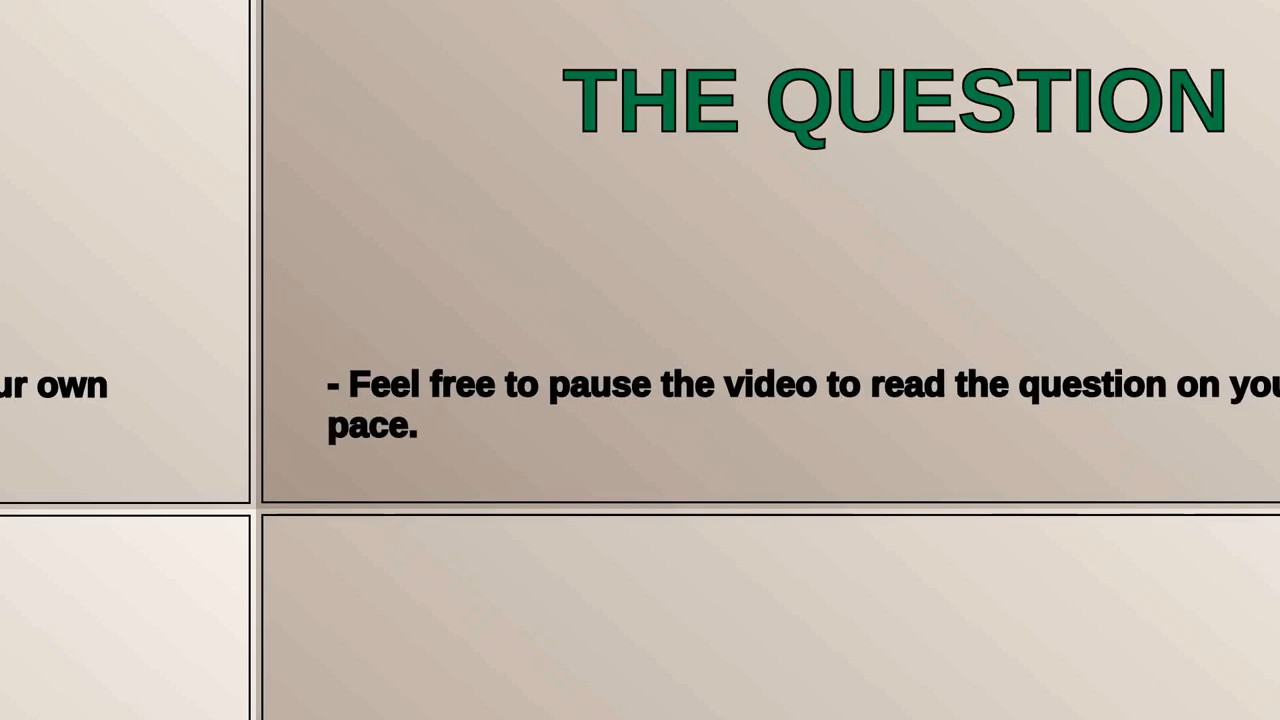 THE QUESTION
ur own
- Feel free to pause the video to read the question on you
pace.